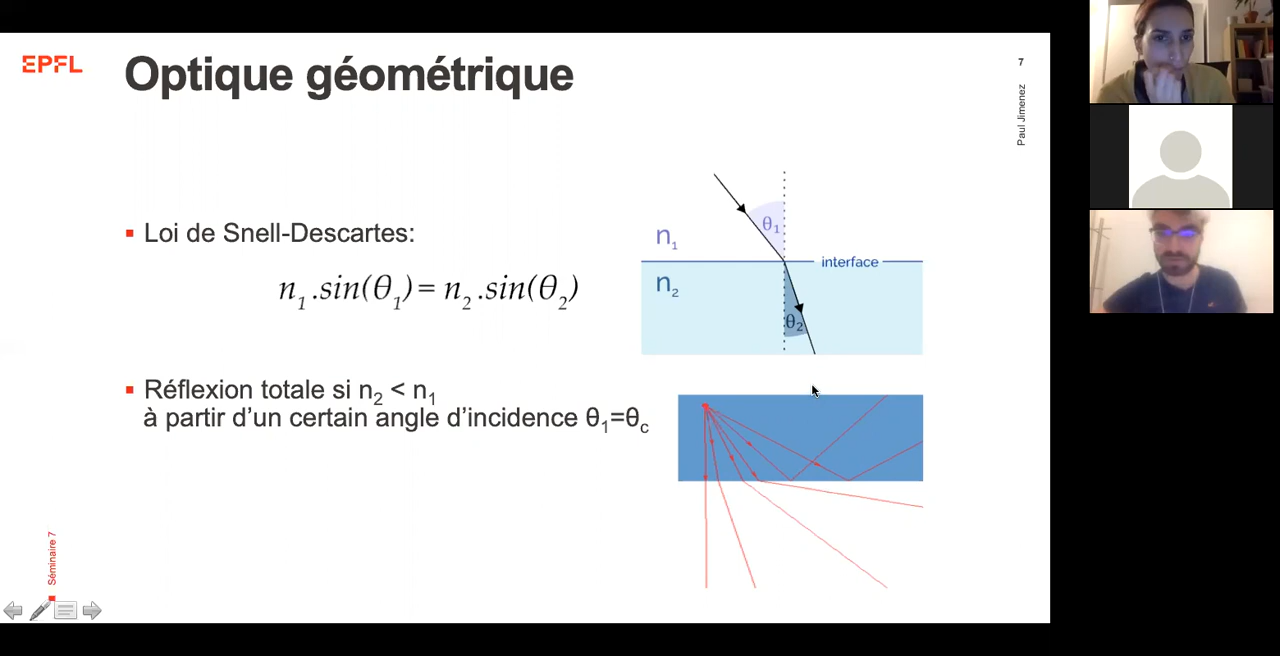 EPFL
Optique géométrique
7
Paul Jimenez
Loi de Snell-Descartes:
n₁.sin(θ₁)= n₂.sin(θ₂)
θ₁
n₁
interface
n₂
θ₂
Réflexion totale si n₂ < n₁
à partir d’un certain angle d’incidence θ₁=θc
Séminaire 7